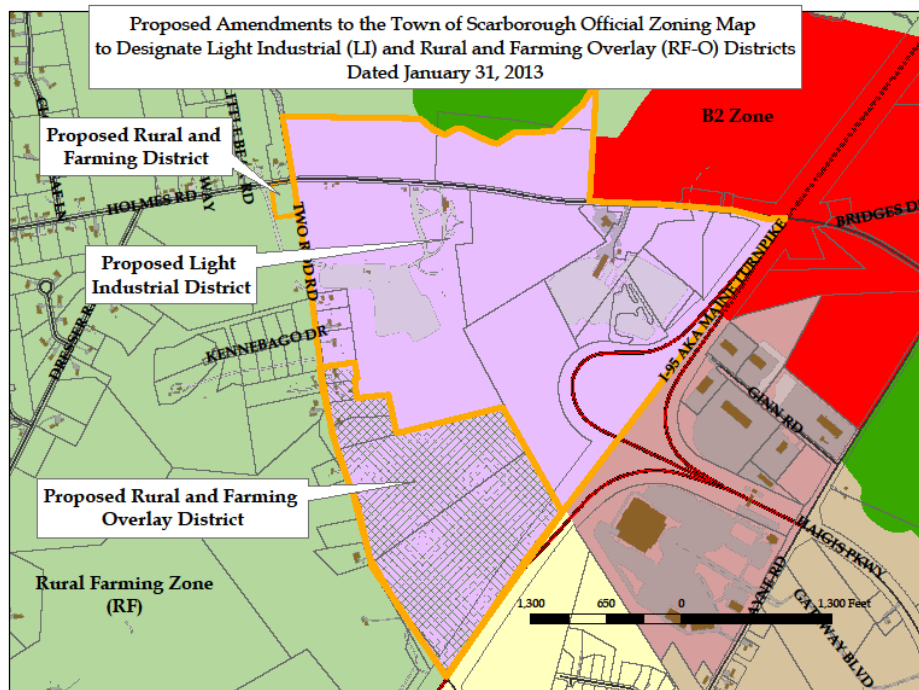 Proposed Amendments to the Town of Scarborough Official Zoning Map
to Designate Light Industrial (LI) and Rural and Farming Overlay (RF-O) Districts
Dated January 31, 2013
B2 Zone
Proposed Rural and
Farming District
HOLMES RD
WAY
TWO ROD RD
BRIDGES
I-95 AKA MAINE TURNPIKE
Proposed Light
Industrial District
DRESSER
KENNEBAGO DR
GINN RD
Proposed Rural and Farming
Overlay District
HAIGIS PKWY
Rural Farming Zone
(RF)
1,300 650 0 1,300 Feet